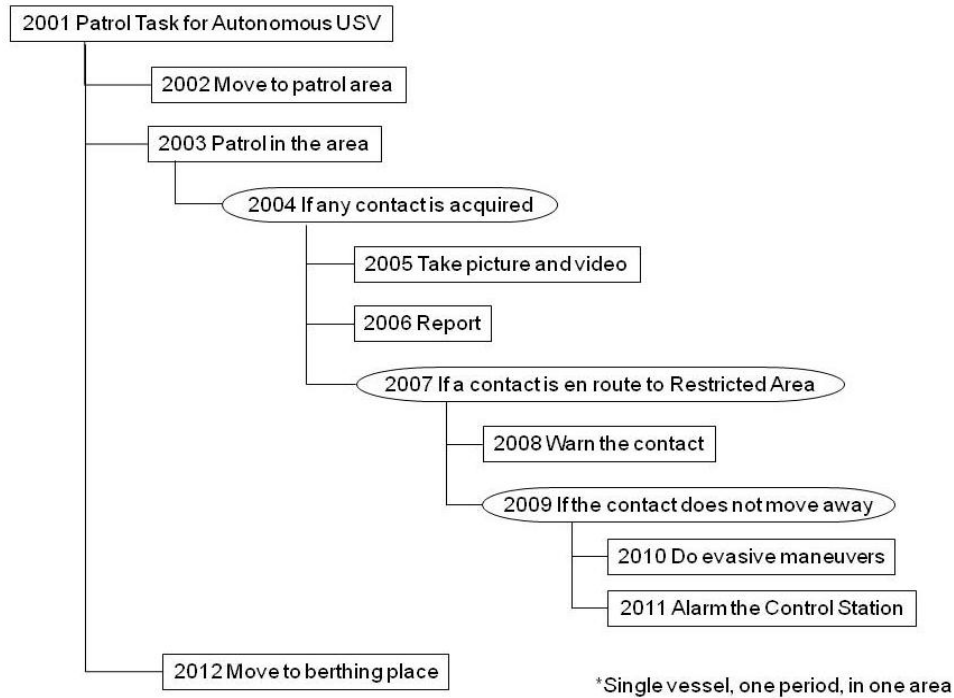 2001 Patrol Task for Autonomous USV
2002 Move to patrol area
2003 Patrol in the area
2004 If any contact is acquired
2005 Take picture and video
2006 Report
2007 If a contact is en route to Restricted Area
2008 Warn the contact
2009 If the contact does not move away
2010 Do evasive maneuvers
2011 Alarm the Control Station
2012 Move to berthing place
*Single vessel, one period, in one area